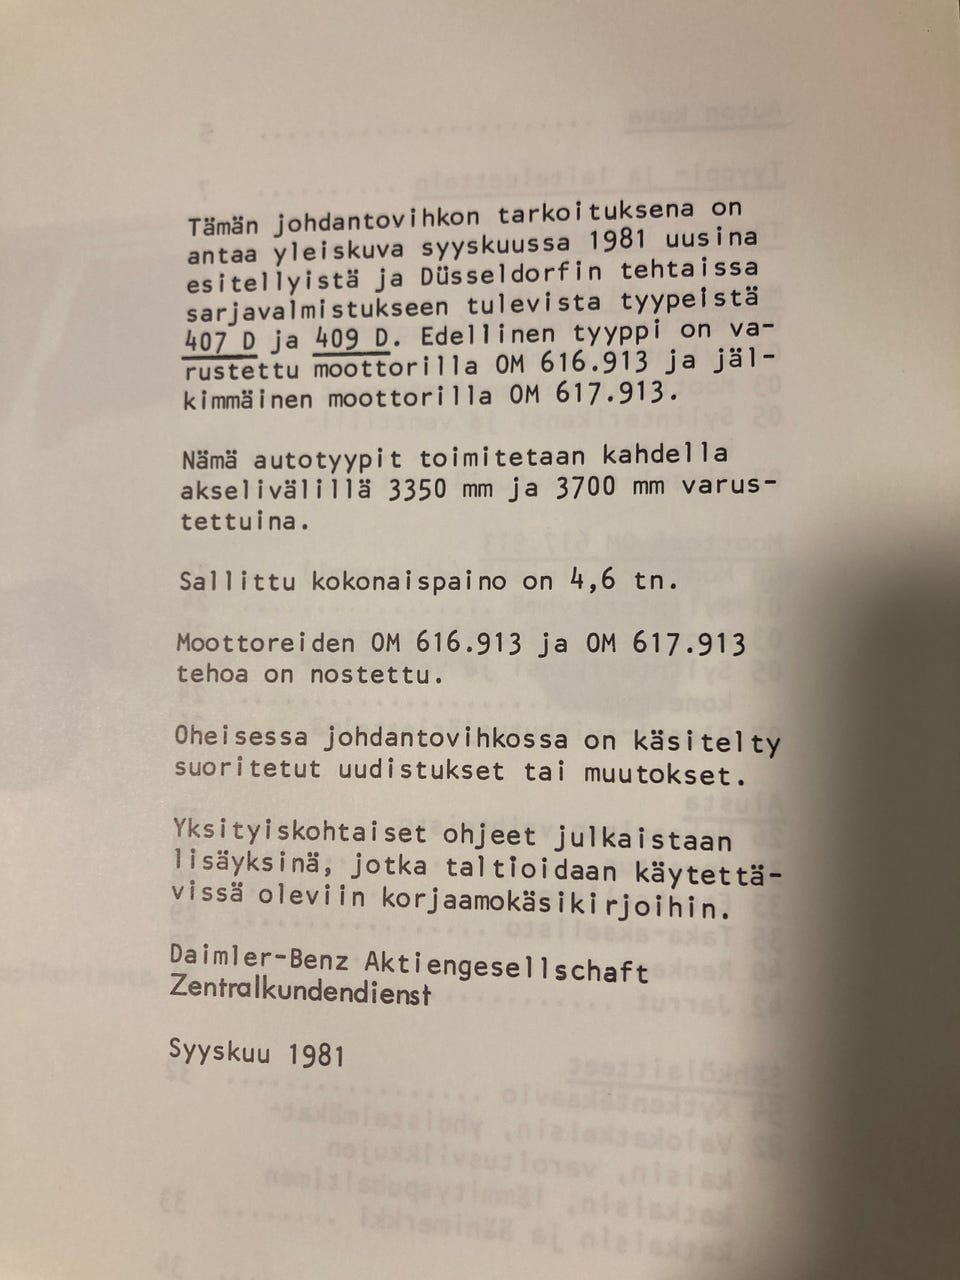 Tämän johdantovihkon tarkoituksena on
antaa yleiskuva syyskuussa 1981 uusina
esitellyistä ja Düsseldorfin tehtaissa
sarjavalmistukseen tulevista tyypeistä
407 D ja 409 D. Edellinen tyyppi on va-
rustettu moottorilla OM 616.913 ja jäl-
kimmäinen moottorilla OM 617.913.
Nämä autotyypit toimitetaan kahdella
akselivälillä 3350 mm ja 3700 mm varus-
tettuina.
Sallittu kokonaispaino on 4,6 tn.
Moottoreiden OM 616.913 ja OM 617.913
tehoa on nostettu.
Oheisessa johdantovihkossa on käsitelty
suoritetut uudistukset tai muutokset.
Yksityiskohtaiset ohjeet julkaistaan
lisäyksinä, jotka taltioidaan käytettä-
vissä oleviin korjaamokäsikirjoihin.
Daimler-Benz Aktiengesellschaft
Zentralkundendienst
Syyskuu 1981